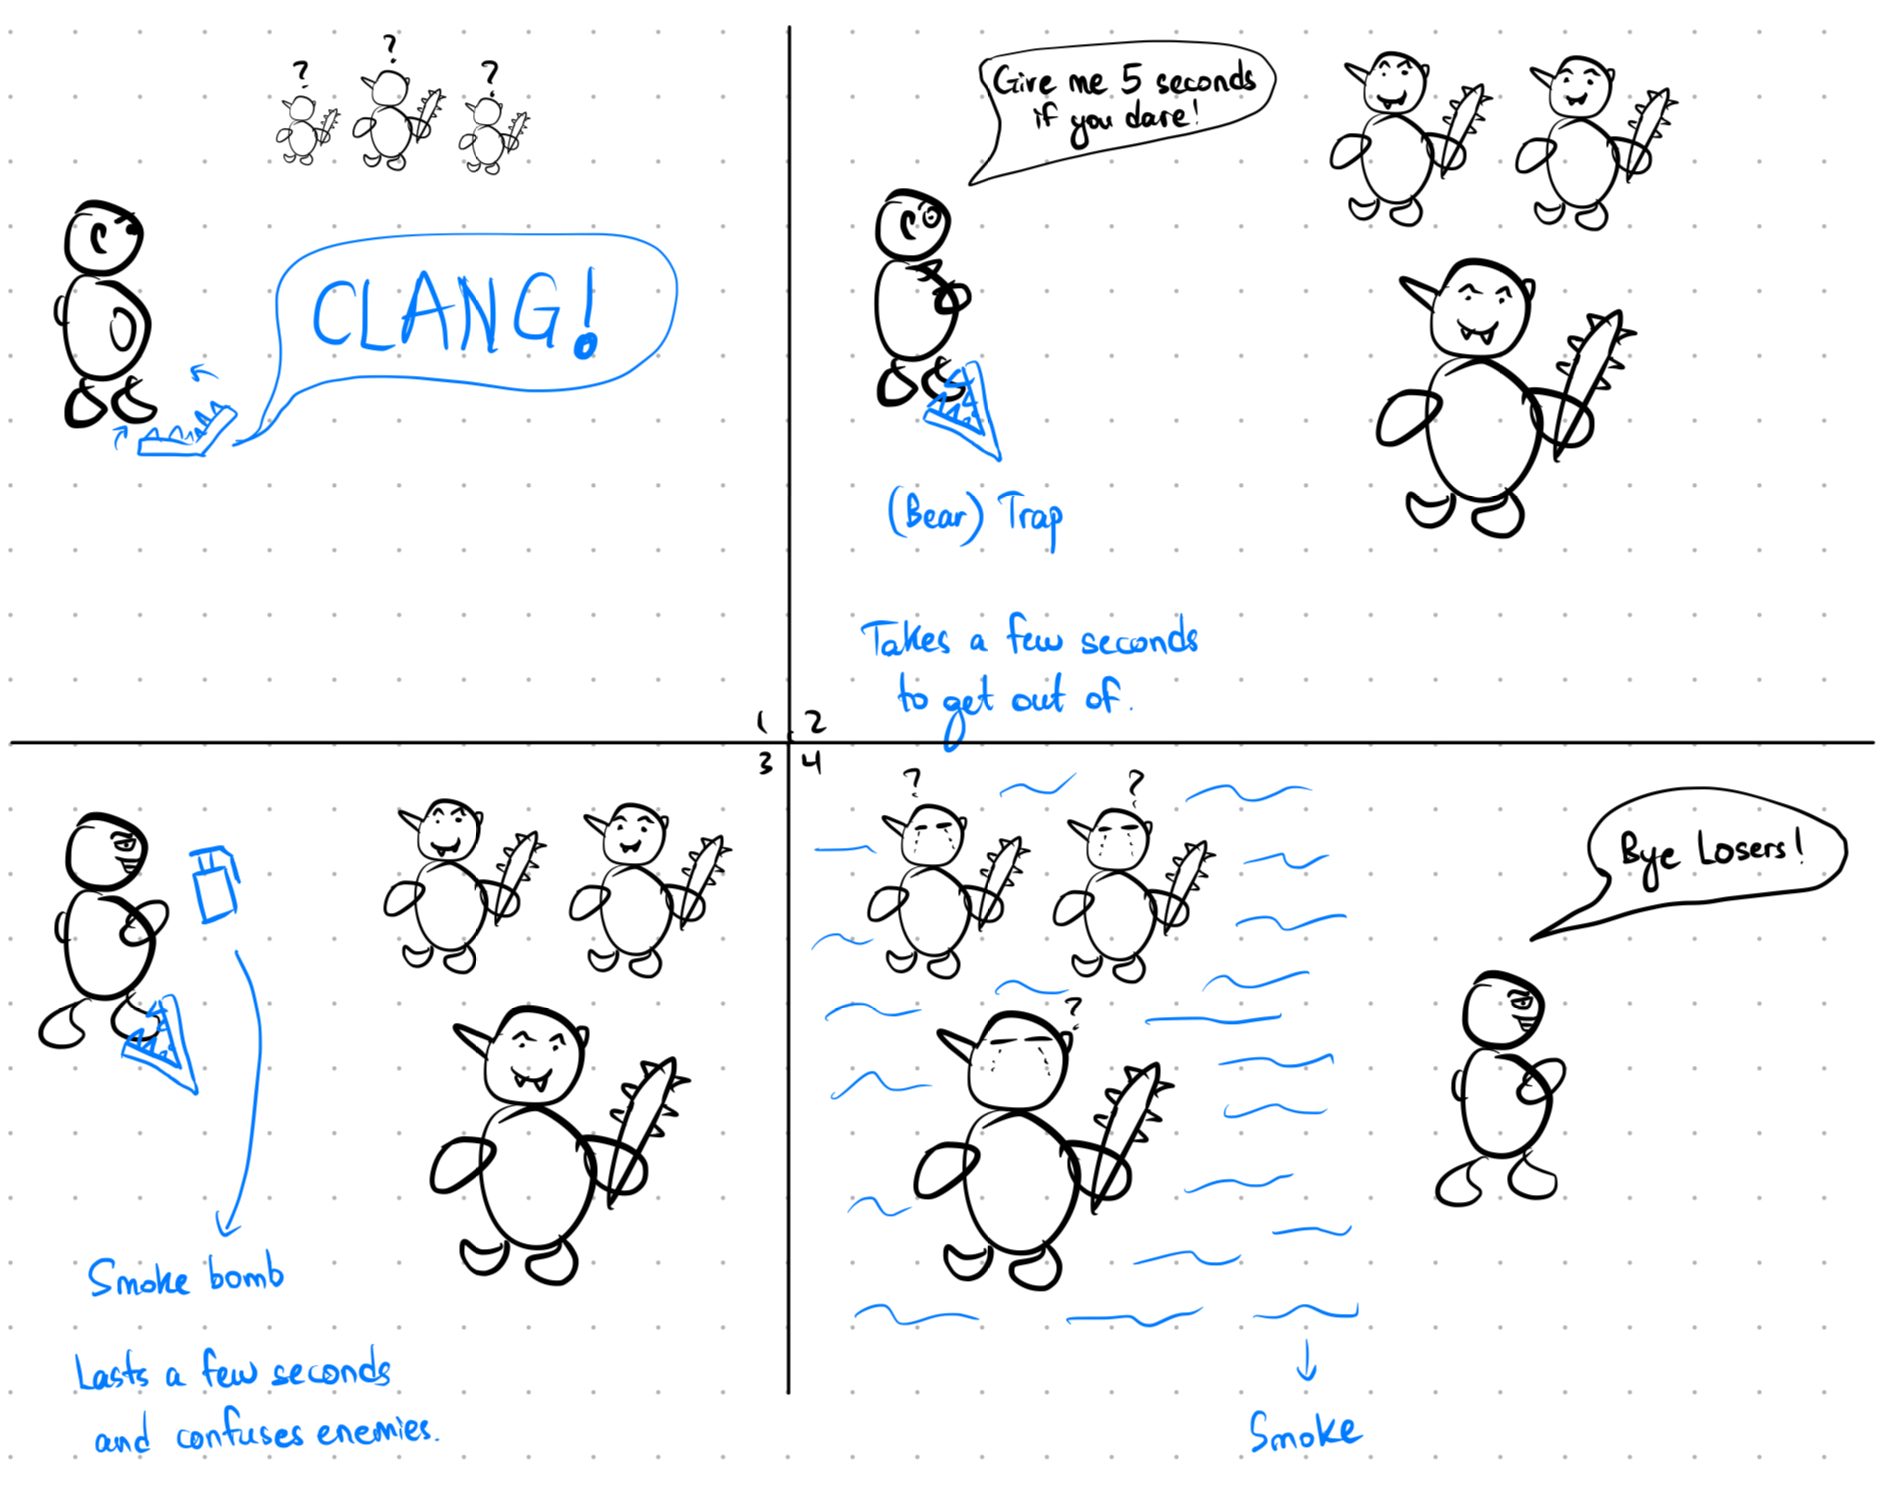 ? ? ?
CLANG!
1
Give me 5 seconds
if you dare!
(Bear) Trap
Takes a few seconds
to get out of.
2
3
Smoke bomb
Lasts a few seconds
and confuses enemies.
4
? ?
?
Bye Losers!
Smoke